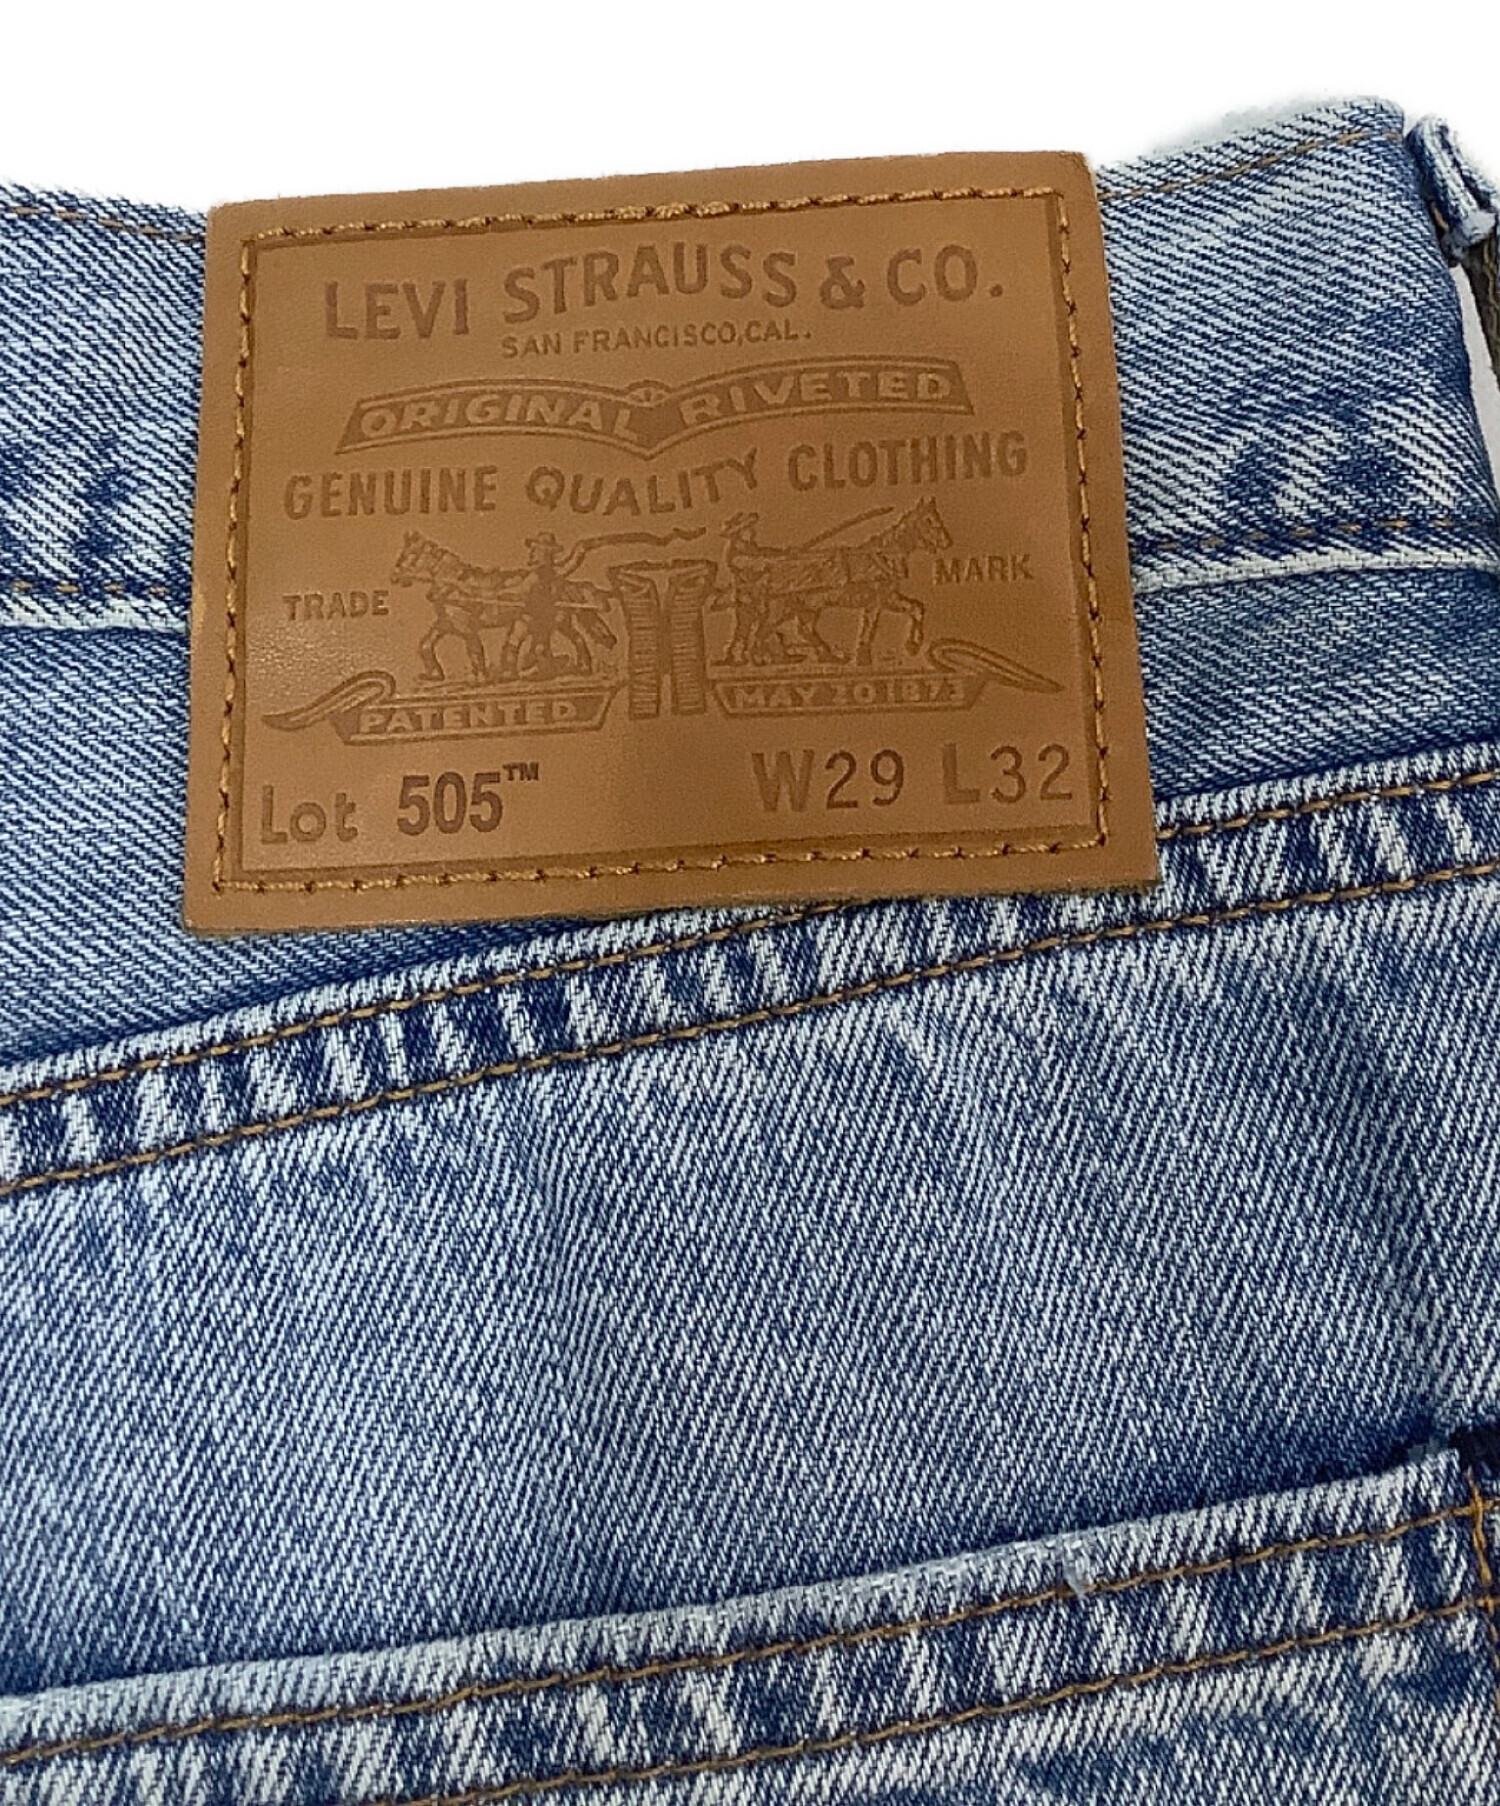 LEVI STRAUSS & CO.
SAN FRANCISCO, CAL.
ORIGINAL RIVETED
GENUINE QUALITY CLOTHING
TRADE MARK
PATENTED MAY 20 1873
Lot 505™ W29 L32